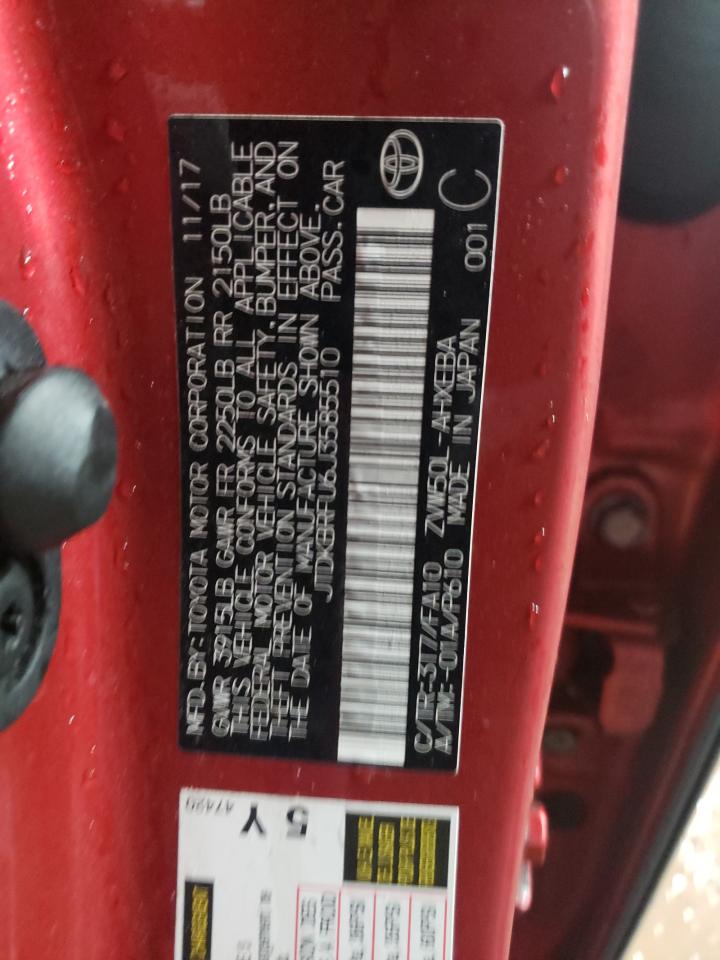 MFD. BY: TOYOTA MOTOR CORPORATION 11/17
GVWR 3915LB GAWR FR 2250LB RR 2150LB
THIS VEHICLE CONFORMS TO ALL APPLICABLE
FEDERAL MOTOR VEHICLE SAFETY, BUMPER, AND
THEFT PREVENTION STANDARDS IN EFFECT ON
THE DATE OF MANUFACTURE SHOWN ABOVE.
JTDKBRFU6J3585510 PASS. CAR
C/TR: 3T7/FA10 ZVW50L-AHXEBA
A/TM: -01A/P610 MADE IN JAPAN 001 C
5 Y
47420